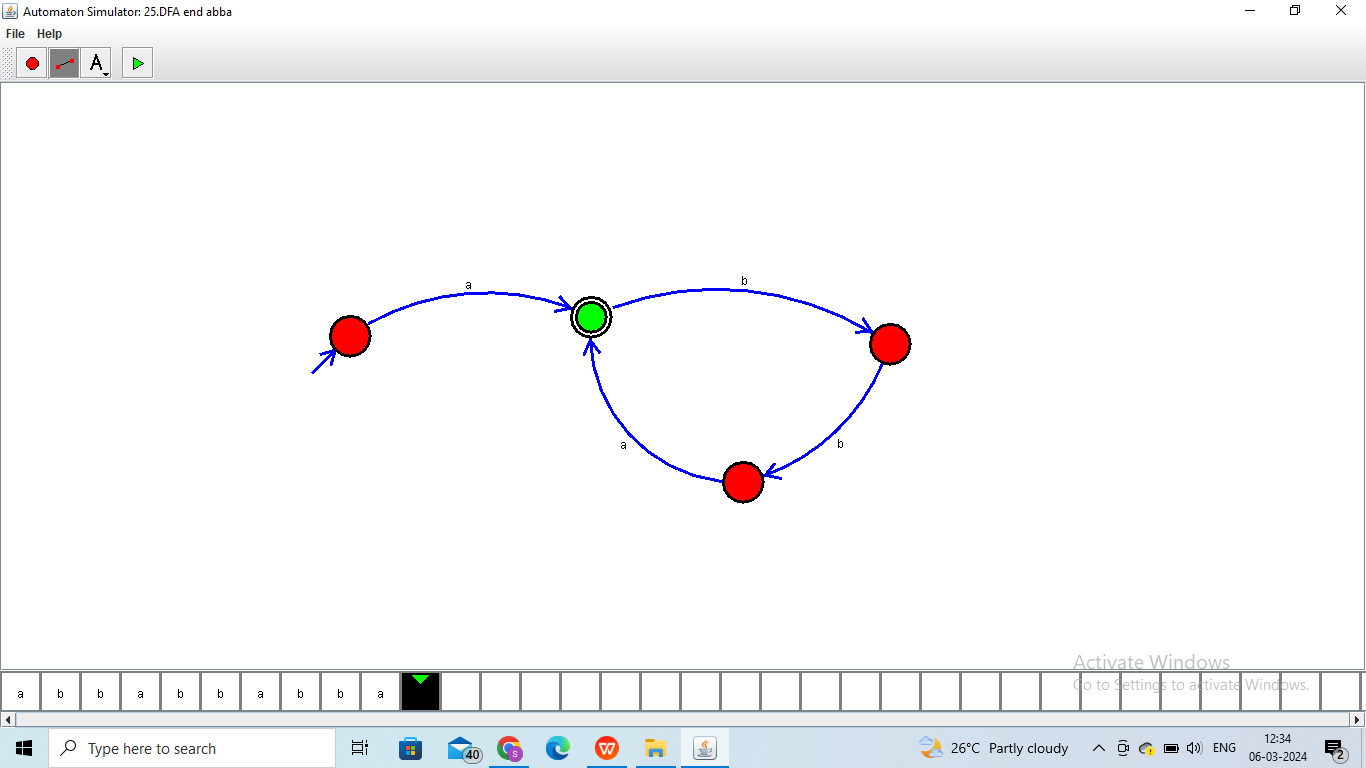 Automaton Simulator: 25.DFA end abba
File Help
A
a
b
a
b
a b b a b b a b b a
Activate Windows
Go to Settings to activate Windows.
Type here to search
40
S
W
26°C Partly cloudy
ENG
12:34
06-03-2024
2